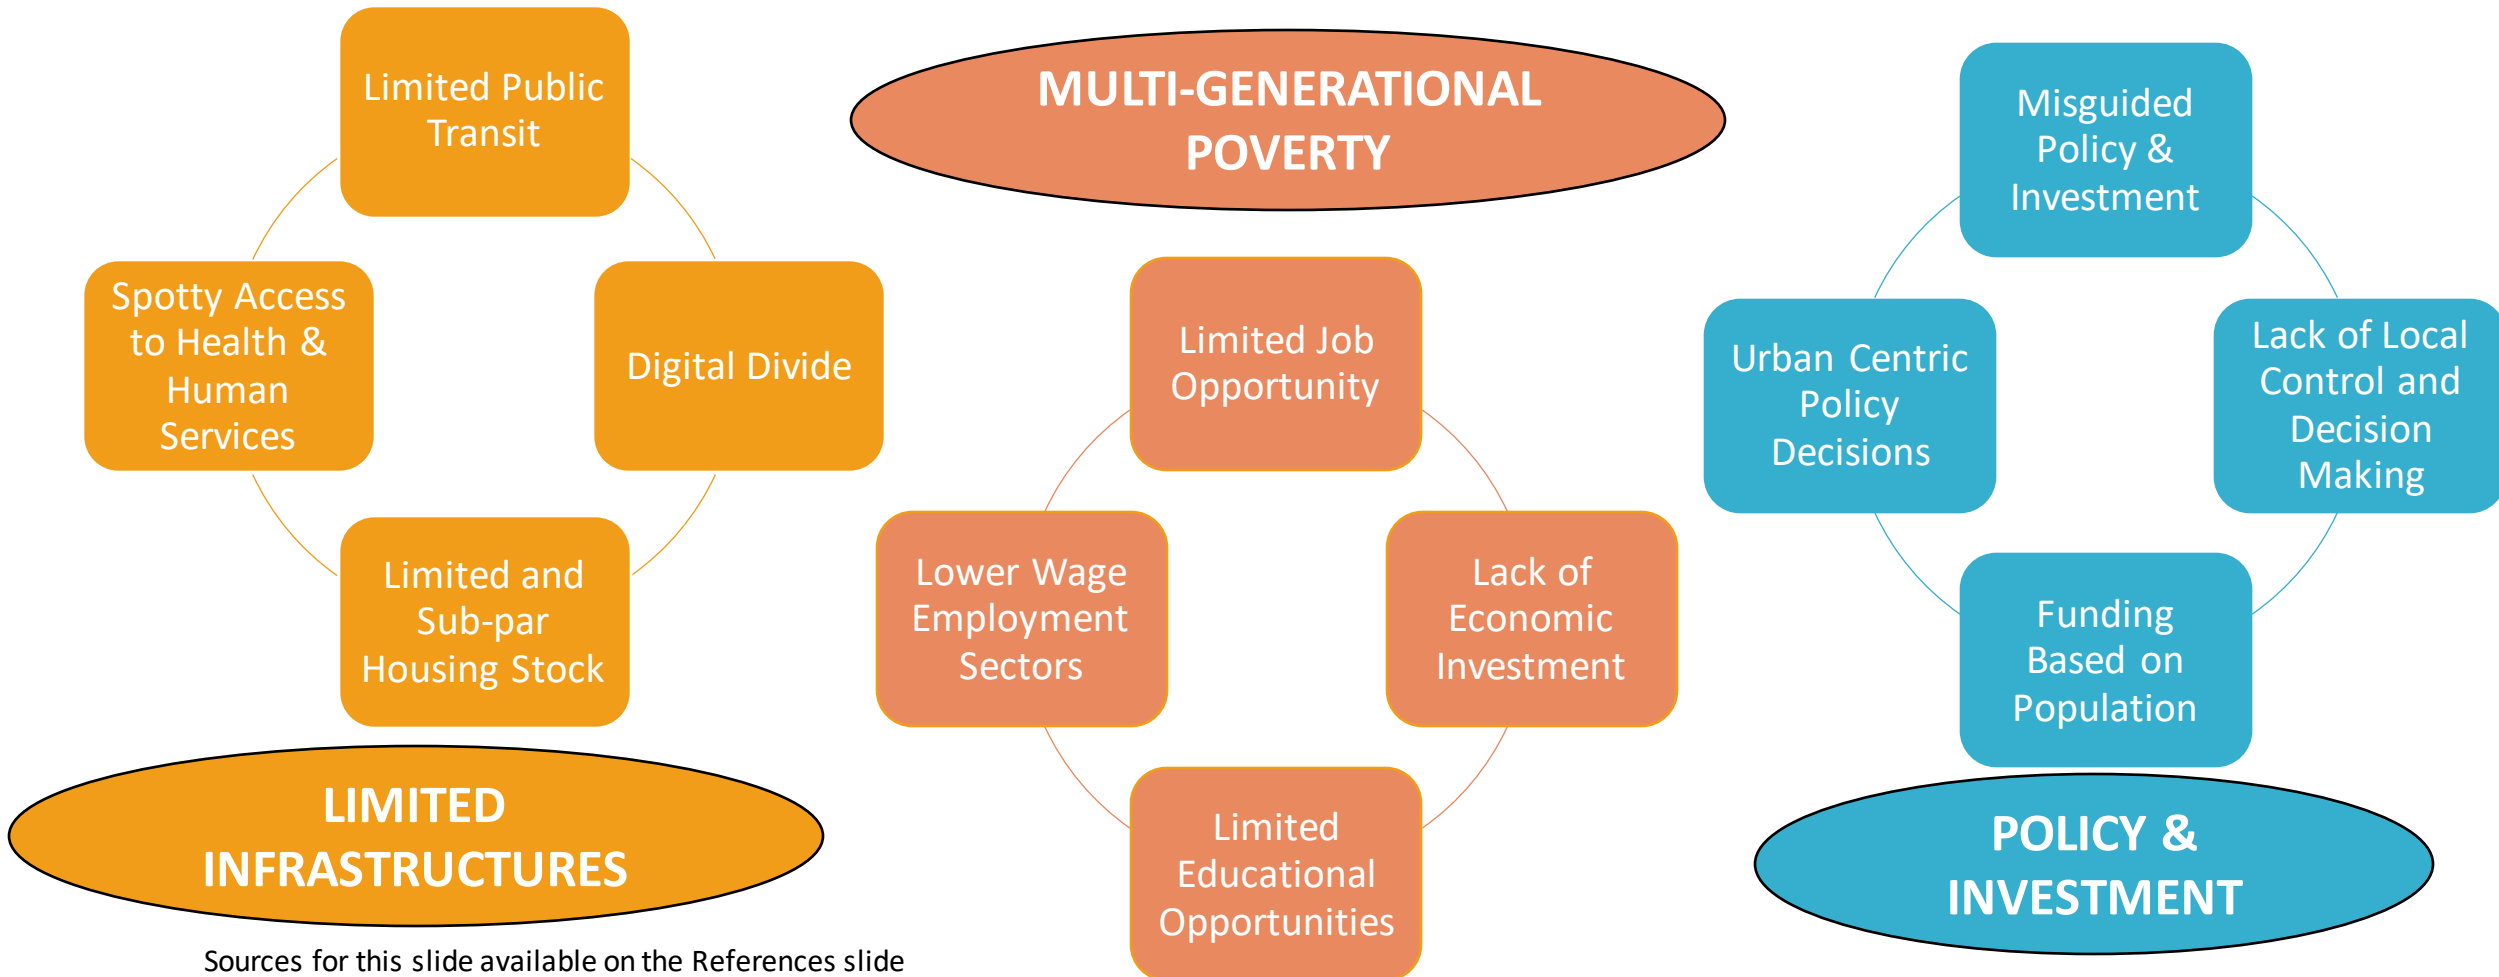 Limited Public
Transit
Spotty Access
to Health &
Human
Services
Digital Divide
Limited and
Sub-par
Housing Stock
LIMITED
INFRASTRUCTURES
MULTI-GENERATIONAL
POVERTY
Limited Job
Opportunity
Lower Wage
Employment
Sectors
Lack of
Economic
Investment
Limited
Educational
Opportunities
Misguided
Policy &
Investment
Urban Centric
Policy
Decisions
Lack of Local
Control and
Decision
Making
Funding
Based on
Population
POLICY &
INVESTMENT
Sources for this slide available on the References slide